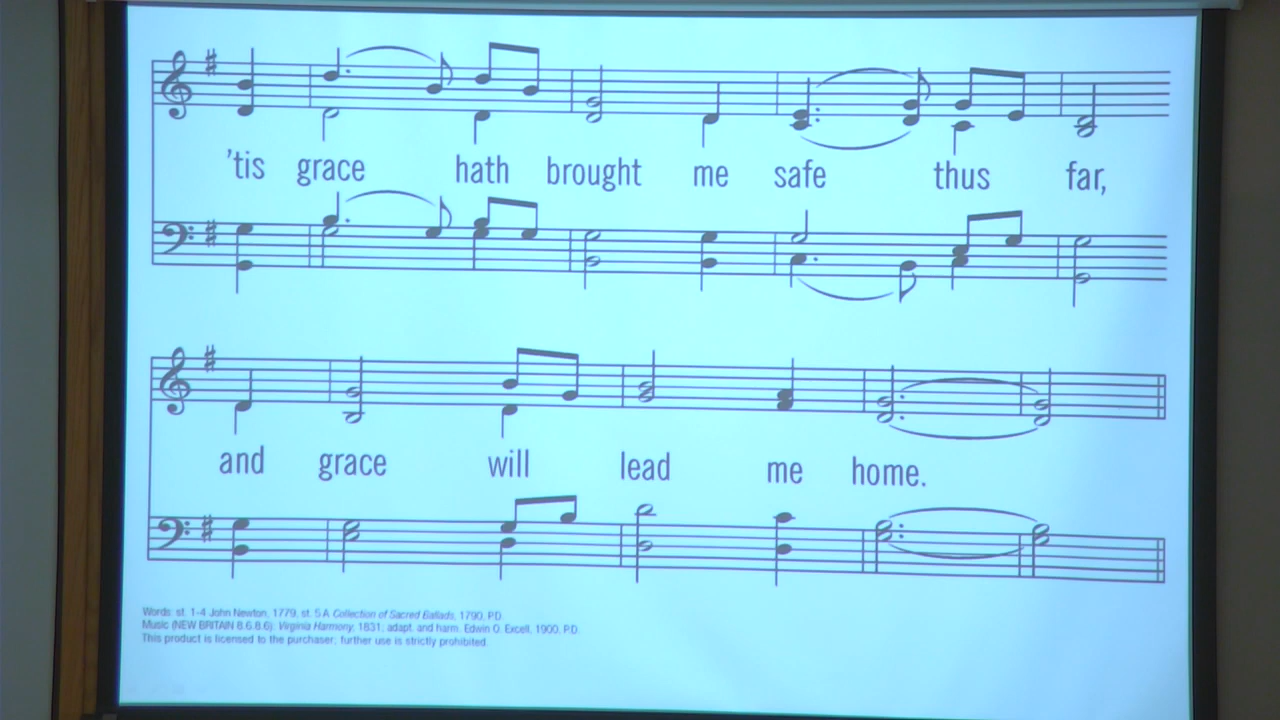 ’tis grace hath brought me safe thus far,
and grace will lead me home.
Words: st. 1-4 John Newton, 1779, st. 5 A Collection of Sacred Ballads, 1790, P.D.
Music (NEW BRITAIN 8.6.8.6): Virginia Harmony, 1831; adapt. and harm. Edwin O. Excell, 1900, P.D.
This product is licensed to the purchaser; further use is strictly prohibited.